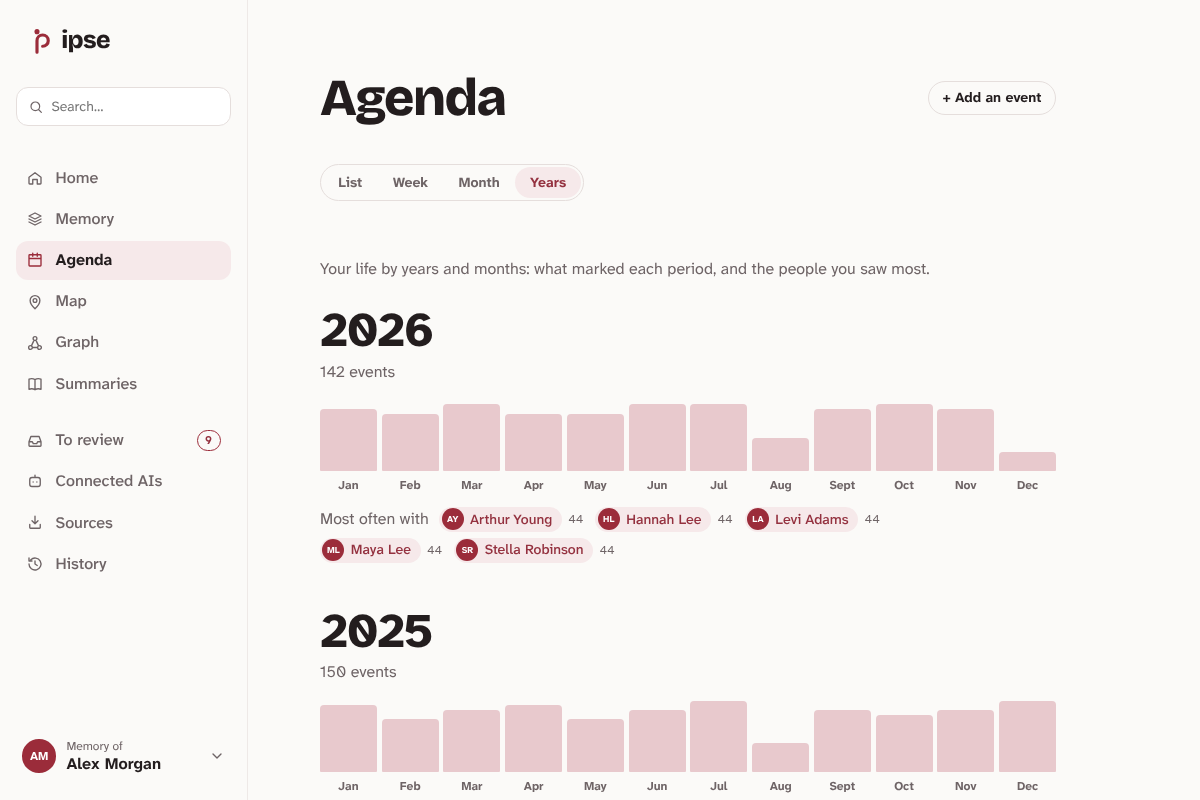 ipse
Search...
Home
Memory
Agenda
Map
Graph
Summaries
To review 9
Connected AIs
Sources
History
AM
Memory of
Alex Morgan
Agenda
+ Add an event
List Week Month Years
Your life by years and months: what marked each period, and the people you saw most.
2026
142 events
Jan Feb Mar Apr May Jun Jul Aug Sept Oct Nov Dec
Most often with AY Arthur Young 44 HL Hannah Lee 44 LA Levi Adams 44
ML Maya Lee 44 SR Stella Robinson 44
2025
150 events
Jan Feb Mar Apr May Jun Jul Aug Sept Oct Nov Dec